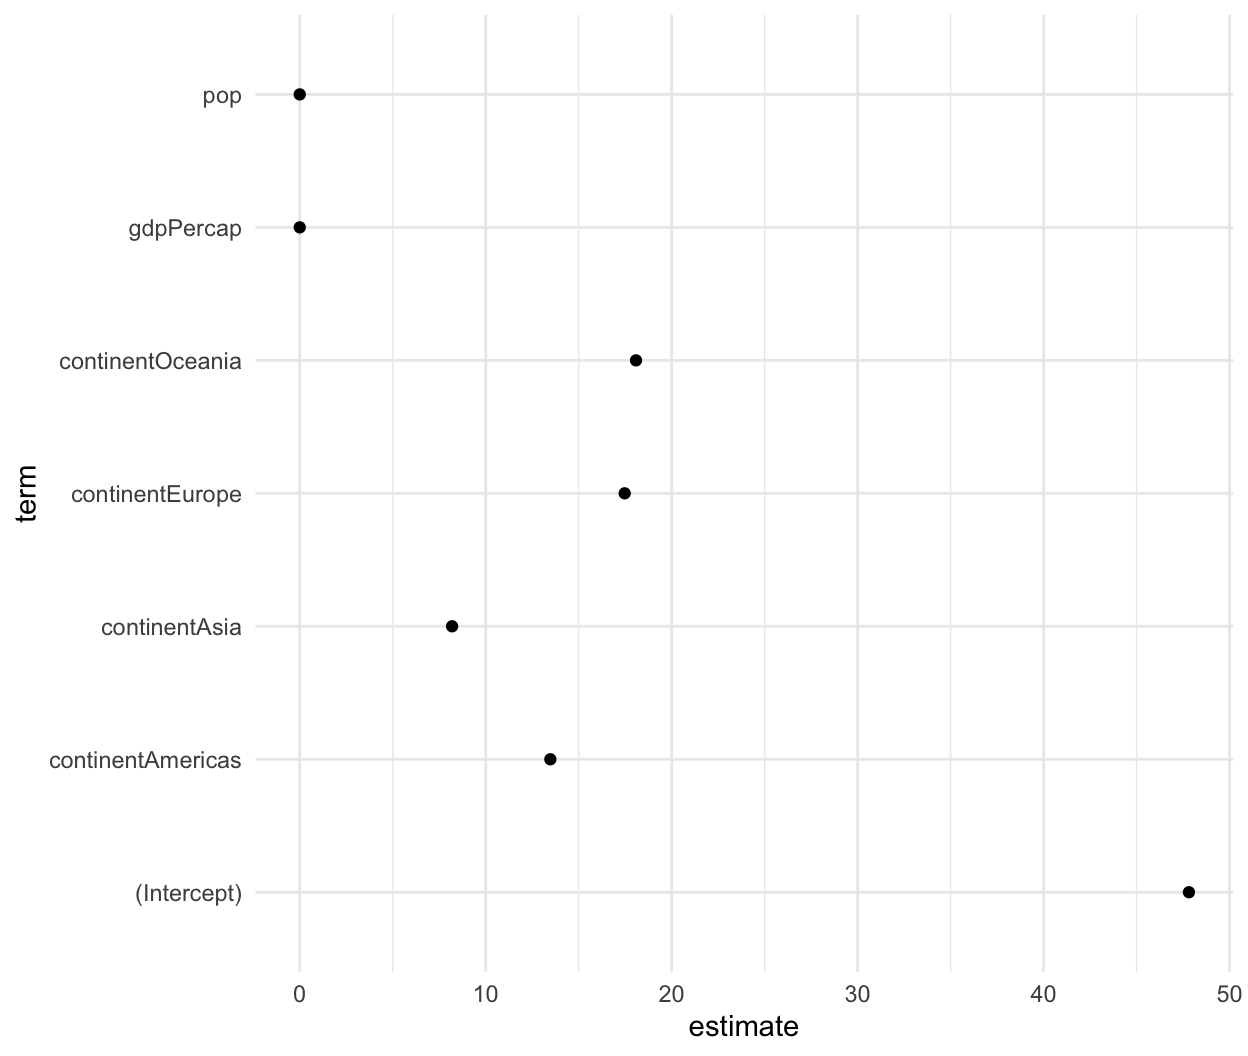 pop
gdpPercap
continentOceania
continentEurope
continentAsia
continentAmericas
(Intercept)
term
0 10 20 30 40 50
estimate